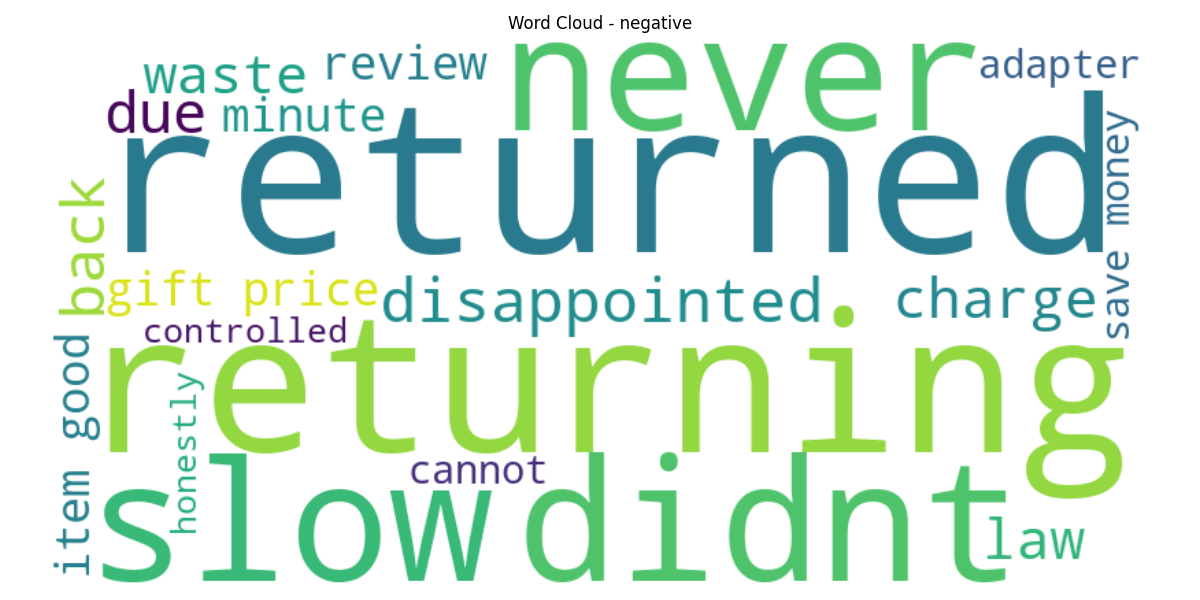 Word Cloud - negative
never
waste
review
adapter
due
minute
returned
save money
back
gift price
disappointed
charge
controlled
returning
item good
honestly
cannot
slow
didnt
law